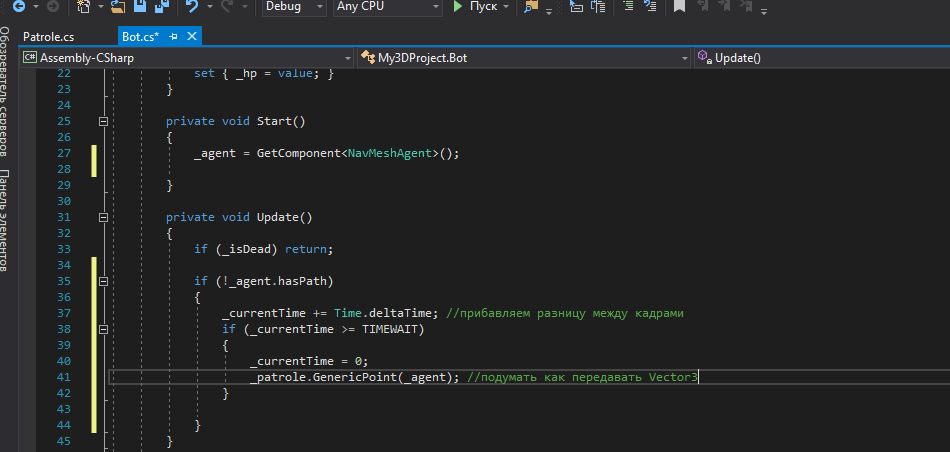 Debug Any CPU Пуск
Обозреватель серверов
Панель элементов
Patrole.cs Bot.cs*
C# Assembly-CSharp My3DProject.Bot Update()
22 set { _hp = value; }
23 }
24
25 private void Start()
26 {
27 _agent = GetComponent<NavMeshAgent>();
28
29 }
30
31 private void Update()
32 {
33 if (_isDead) return;
34
35 if (!_agent.hasPath)
36 {
37 _currentTime += Time.deltaTime; //прибавляем разницу между кадрами
38 if (_currentTime >= TIMEWAIT)
39 {
40 _currentTime = 0;
41 _patrole.GenericPoint(_agent); //подумать как передавать Vector3
42 }
43
44 }
45 }